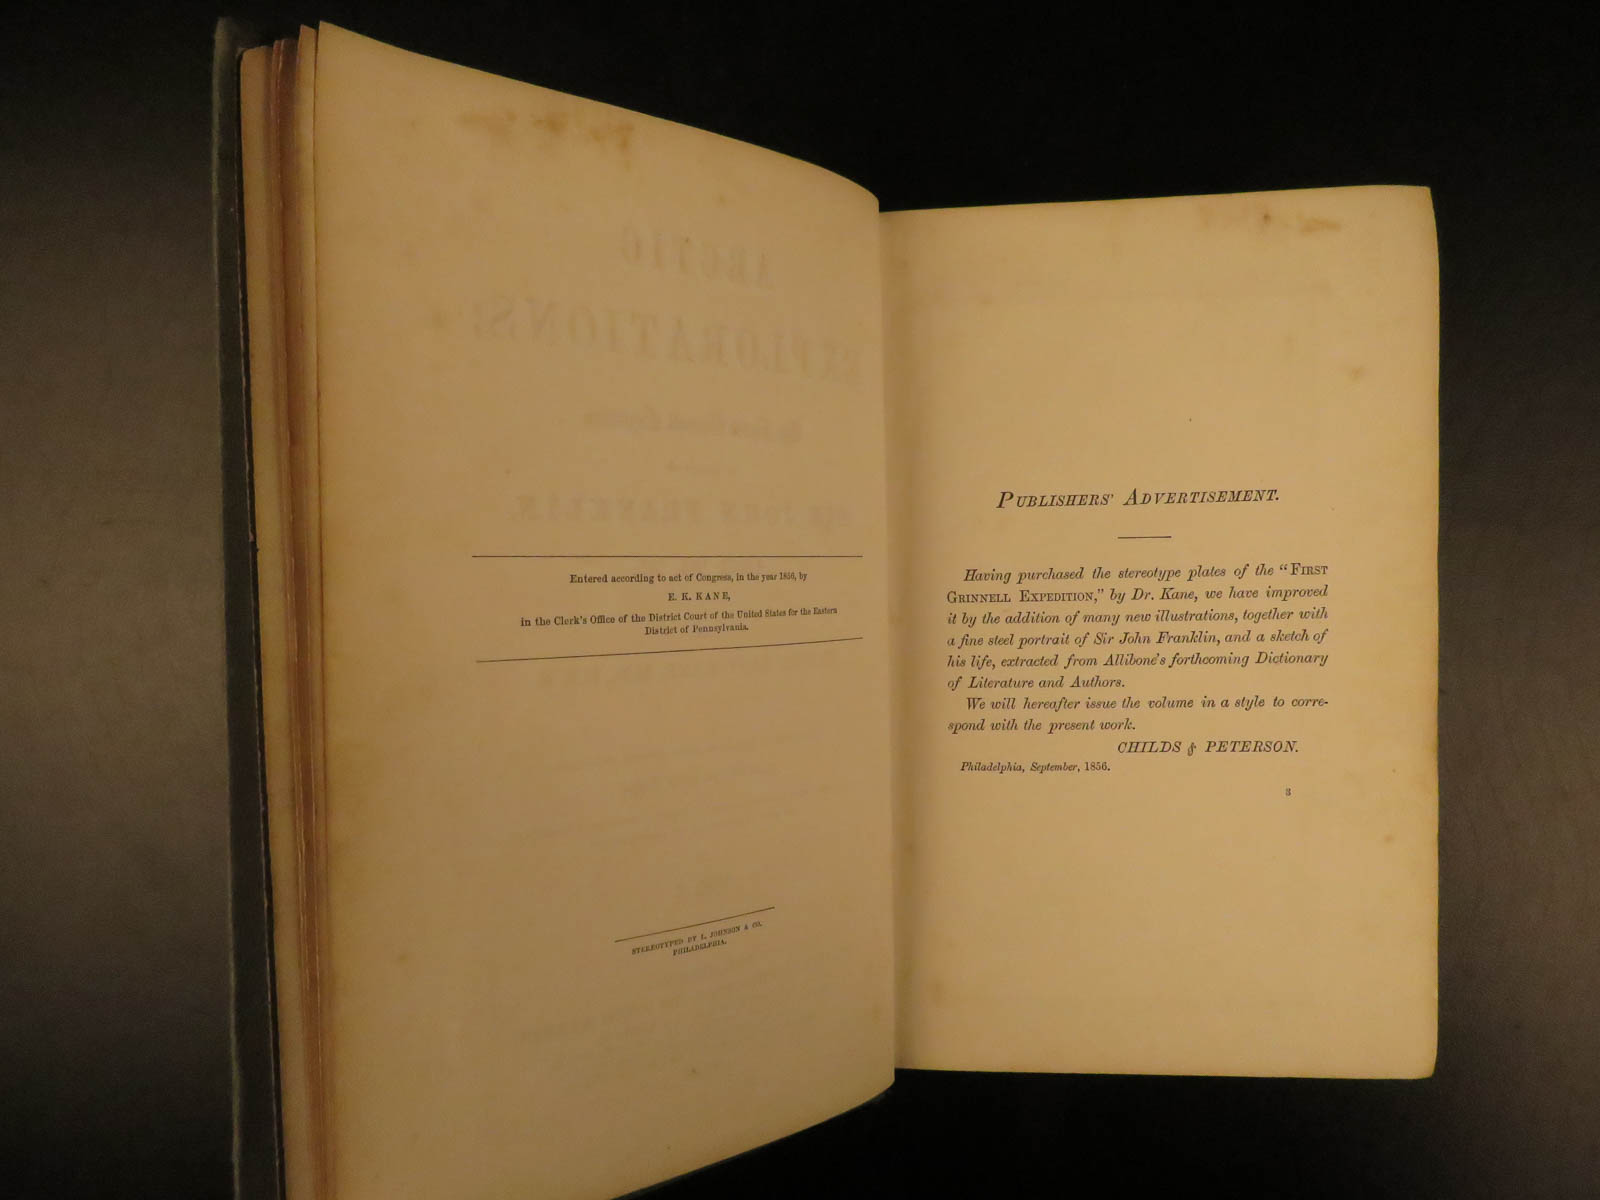 Entered according to act of Congress, in the year 1856, by
E. K. KANE,
in the Clerk's Office of the District Court of the United States for the Eastern
District of Pennsylvania.
STEREOTYPED BY L. JOHNSON & CO.
PHILADELPHIA.
PUBLISHERS' ADVERTISEMENT.
Having purchased the stereotype plates of the "FIRST
GRINNELL EXPEDITION," by Dr. Kane, we have improved
it by the addition of many new illustrations, together with
a fine steel portrait of Sir John Franklin, and a sketch of
his life, extracted from Allibone's forthcoming Dictionary
of Literature and Authors.
We will hereafter issue the volume in a style to corre-
spond with the present work.
CHILDS & PETERSON.
Philadelphia, September, 1856.
3